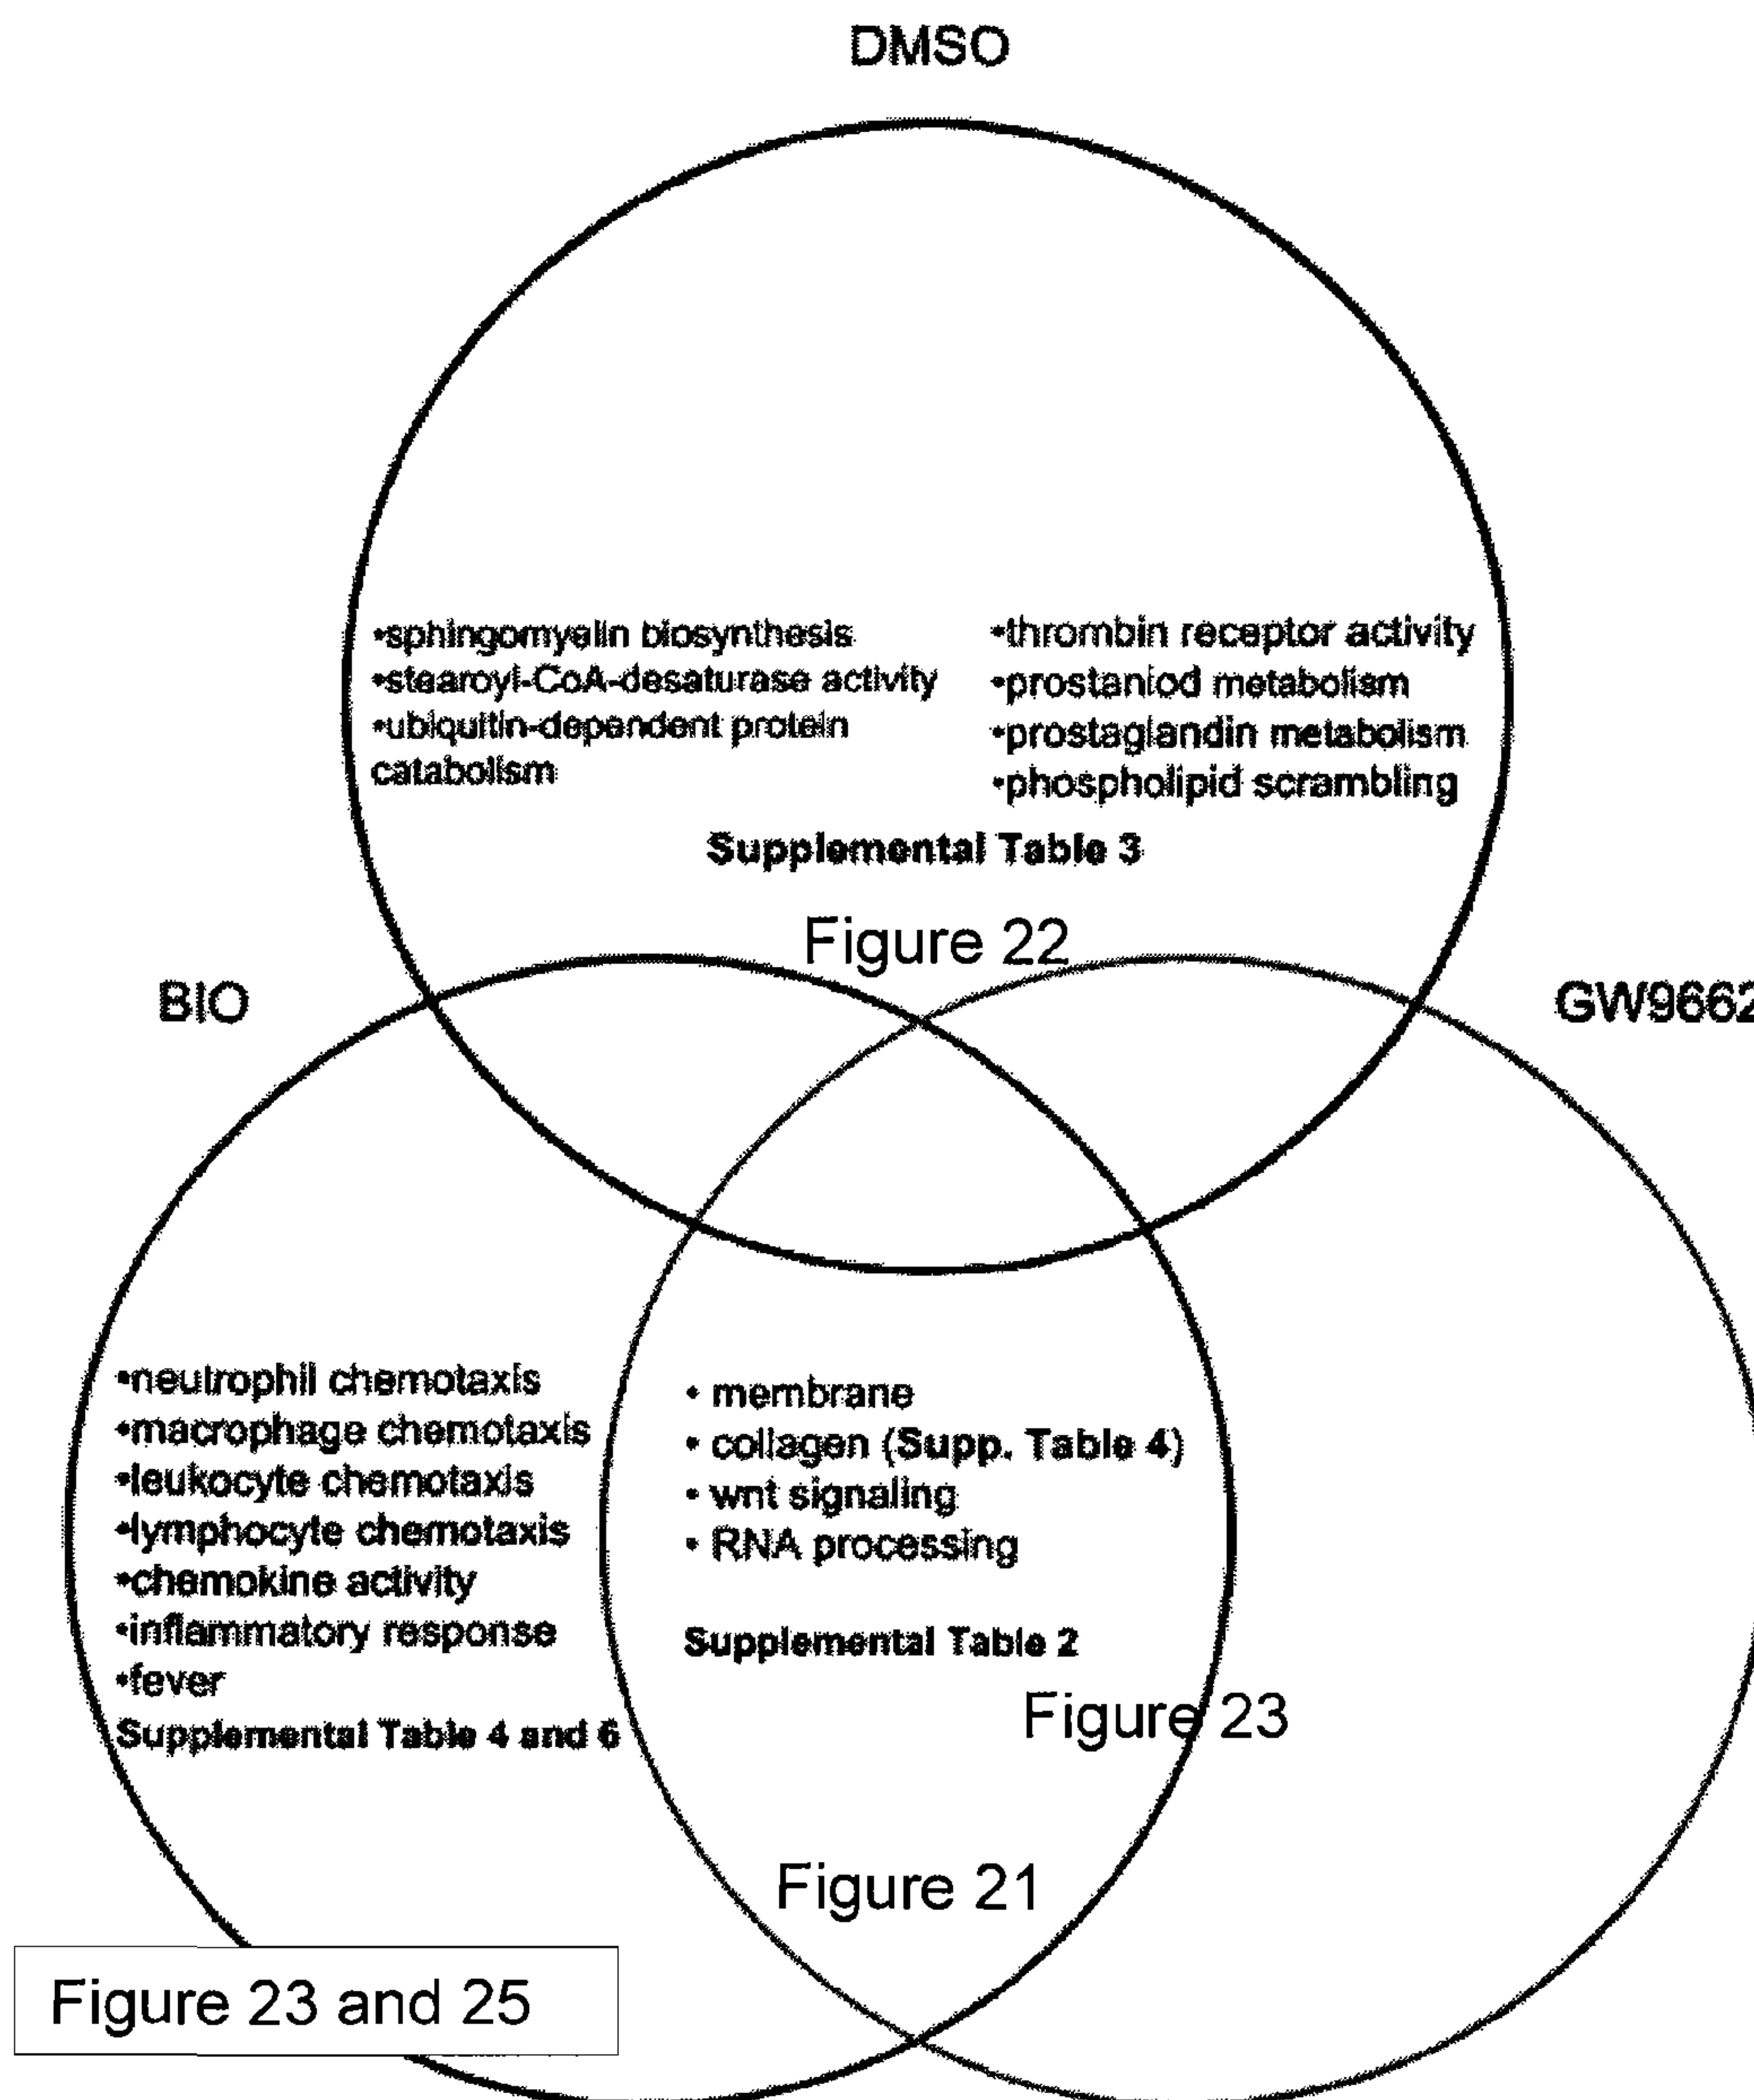 DMSO
•sphingomyelin biosynthesis
•stearoyl-CoA-desaturase activity
•ubiquitin-dependent protein
catabolism
•thrombin receptor activity
•prostaniod metabolism
•prostaglandin metabolism
•phospholipid scrambling
Supplemental Table 3
Figure 22
BIO
GW9662
•neutrophil chemotaxis
•macrophage chemotaxis
•leukocyte chemotaxis
•lymphocyte chemotaxis
•chemokine activity
•inflammatory response
•fever
Supplemental Table 4 and 6
• membrane
• collagen (Supp. Table 4)
• wnt signaling
• RNA processing
Supplemental Table 2
Figure 23
Figure 21
Figure 23 and 25